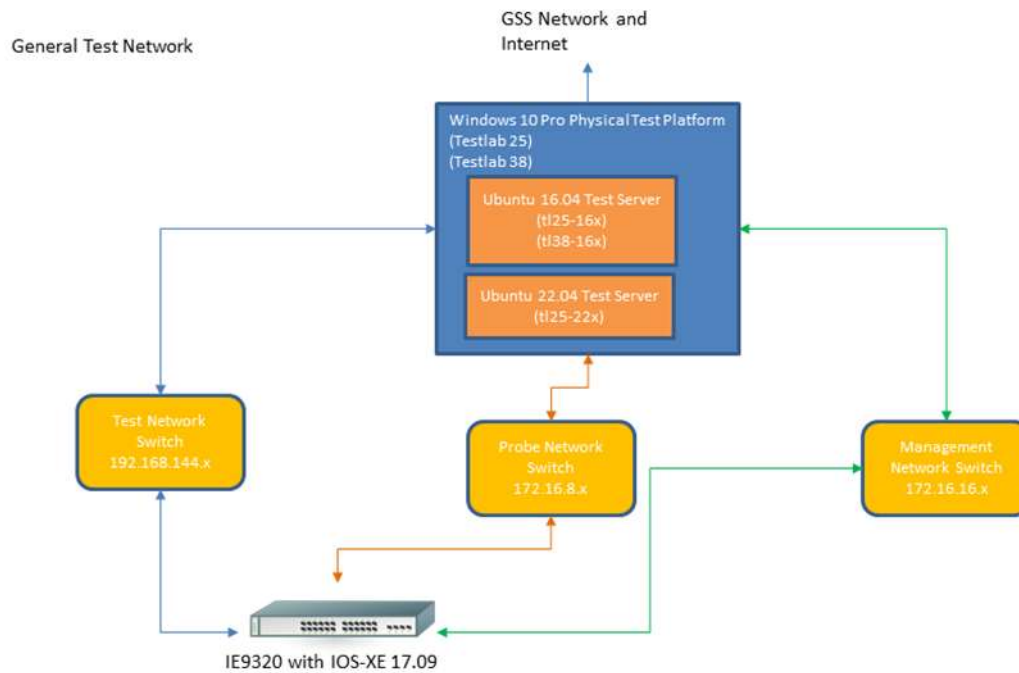 General Test Network
GSS Network and
Internet
Windows 10 Pro Physical Test Platform
(Testlab 25)
(Testlab 38)
Ubuntu 16.04 Test Server
(tl25-16x)
(tl38-16x)
Ubuntu 22.04 Test Server
(tl25-22x)
Test Network
Switch
192.168.144.x
Probe Network
Switch
172.16.8.x
Management
Network Switch
172.16.16.x
IE9320 with IOS-XE 17.09